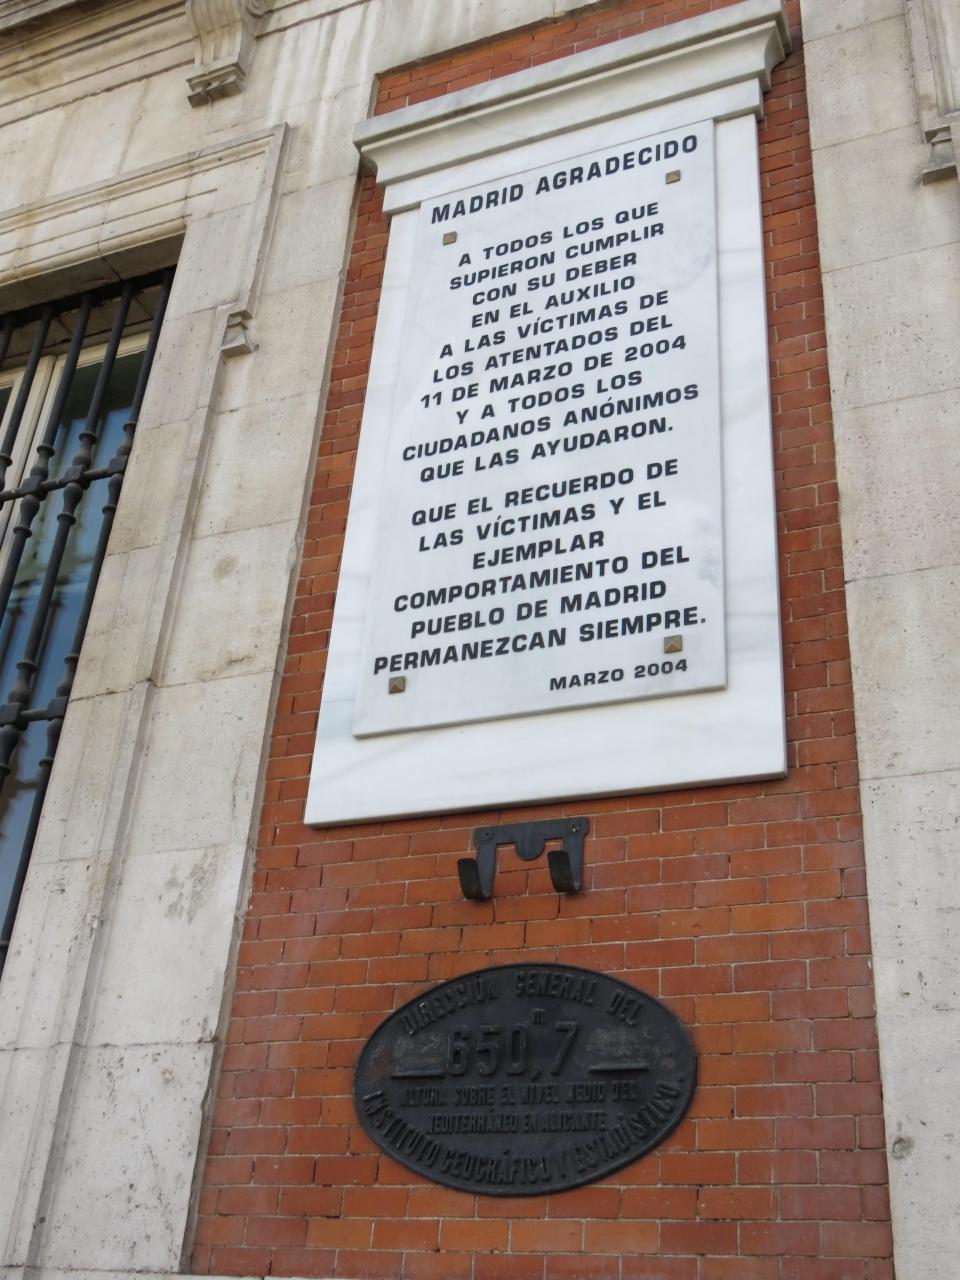 MADRID AGRADECIDO
A TODOS LOS QUE
SUPIERON CUMPLIR
CON SU DEBER
EN EL AUXILIO
A LAS VÍCTIMAS DE
LOS ATENTADOS DEL
11 DE MARZO DE 2004
Y A TODOS LOS
CIUDADANOS ANÓNIMOS
QUE LAS AYUDARON.
QUE EL RECUERDO DE
LAS VÍCTIMAS Y EL
EJEMPLAR
COMPORTAMIENTO DEL
PUEBLO DE MADRID
PERMANEZCAN SIEMPRE.
MARZO 2004
DIRECCIÓN GENERAL DEL
M
650,7
ALTURA SOBRE EL NIVEL MEDIO DEL
MEDITERRÁNEO EN ALICANTE
INSTITUTO GEOGRÁFICO Y ESTADÍSTICO.